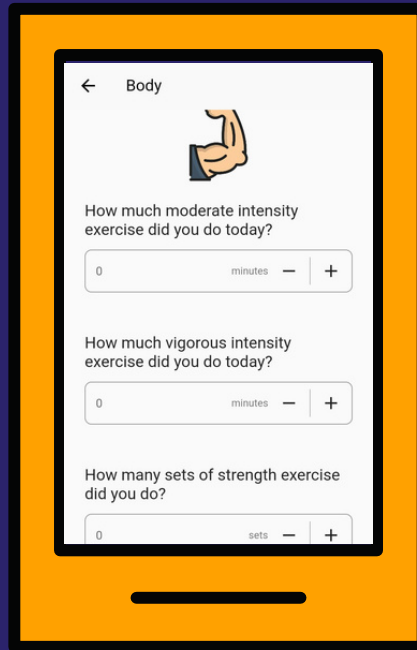 Body
How much moderate intensity
exercise did you do today?
0 minutes — +
How much vigorous intensity
exercise did you do today?
0 minutes — +
How many sets of strength exercise
did you do?
0 sets — +